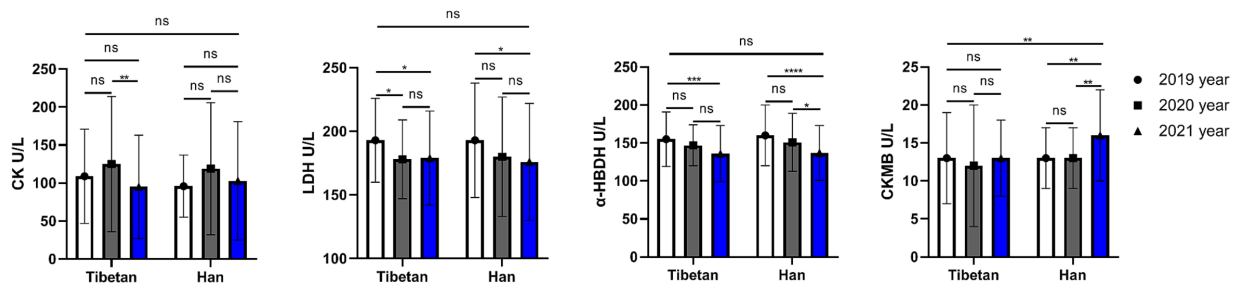 ns
ns
ns
ns
**
ns
ns
ns
CK U/L
250
200
150
100
50
0
Tibetan
Han
ns
*
*
*
ns
ns
ns
LDH U/L
250
200
150
100
Tibetan
Han
ns
***
****
ns
ns
ns
*
α-HBDH U/L
250
200
150
100
50
0
Tibetan
Han
**
ns
**
ns
ns
ns
**
CKMB U/L
25
20
15
10
5
0
Tibetan
Han
2019 year
2020 year
2021 year